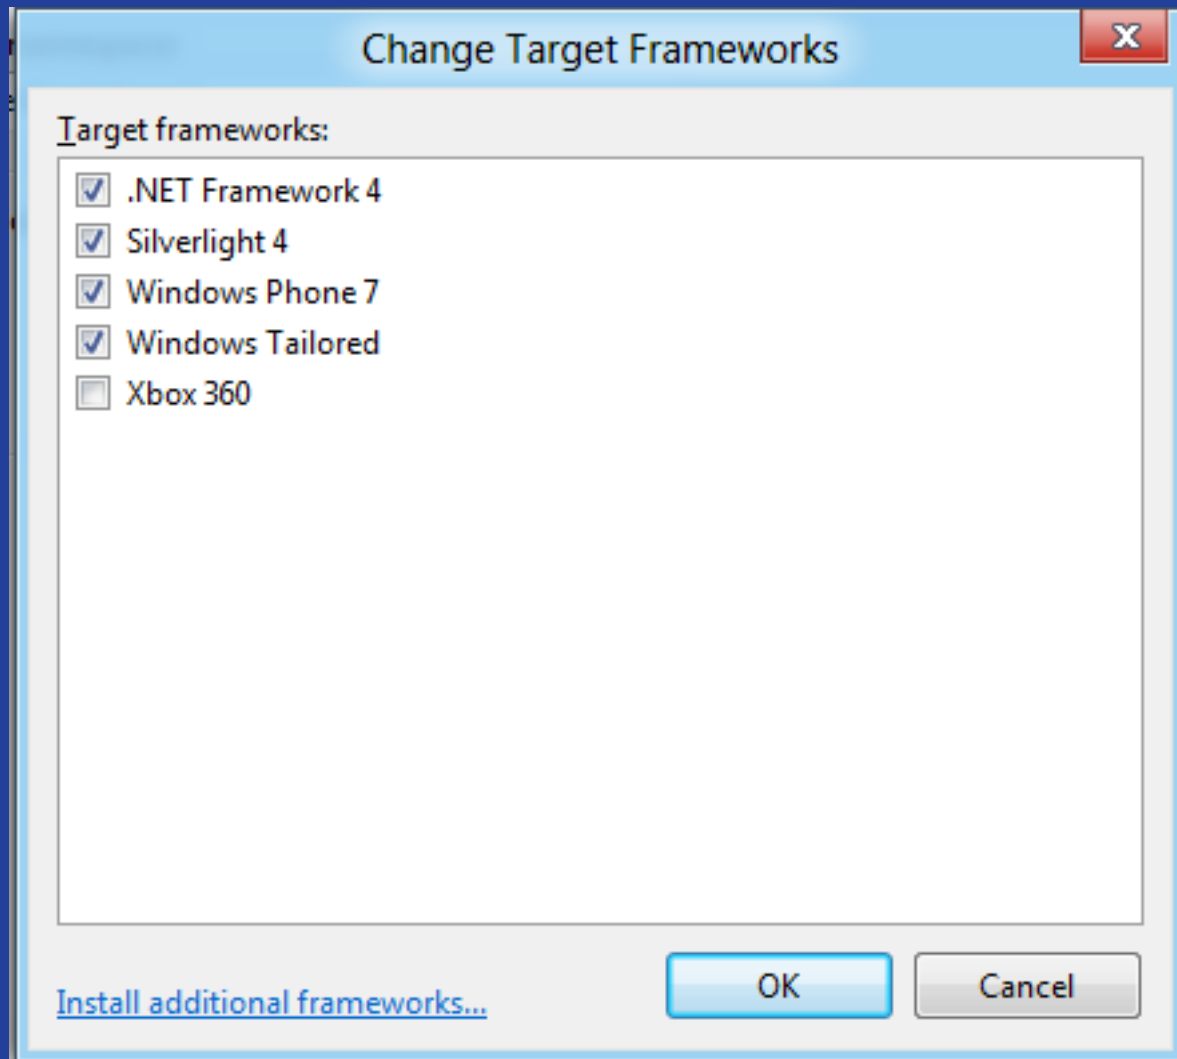 Change Target Frameworks
x
Target frameworks:
.NET Framework 4
Silverlight 4
Windows Phone 7
Windows Tailored
Xbox 360
Install additional frameworks...
OK
Cancel